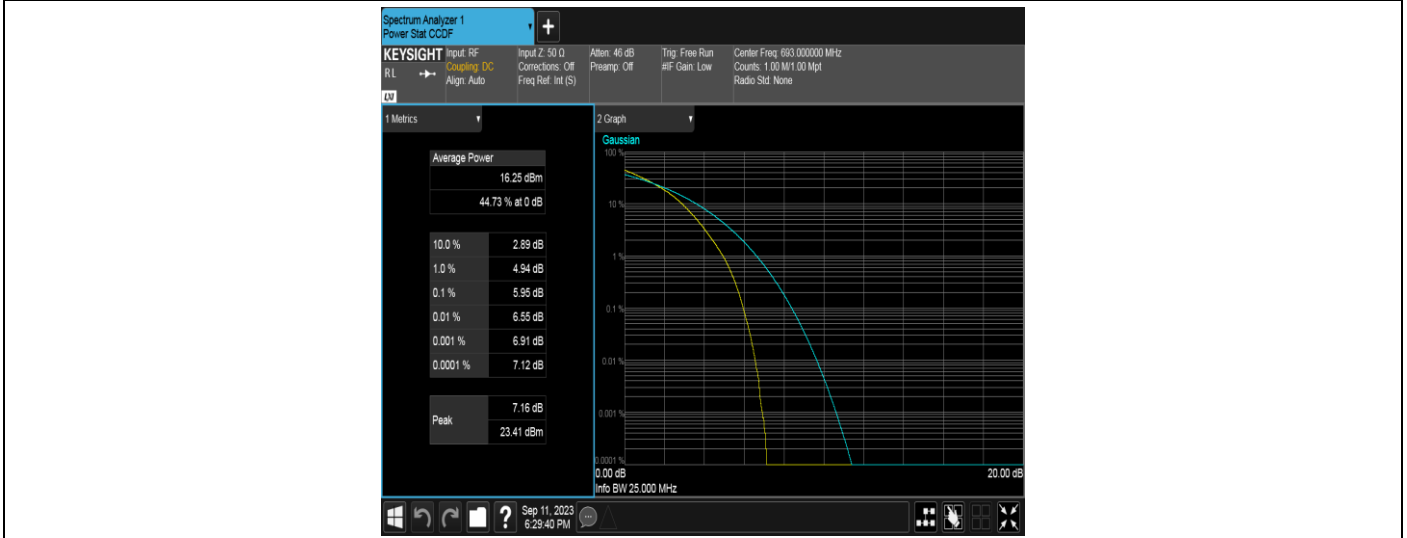 Spectrum Analyzer 1
Power Stat CCDF
+
KEYSIGHT
RL
LXI
Input: RF
Coupling: DC
Align: Auto
Input Z: 50 Ω
Corrections: Off
Freq Ref: Int (S)
Atten: 46 dB
Preamp: Off
Trig: Free Run
#IF Gain: Low
Center Freq: 693.000000 MHz
Counts: 1.00 M/1.00 Mpt
Radio Std: None
1 Metrics
Average Power
16.25 dBm
44.73 % at 0 dB
10.0 % 2.89 dB
1.0 % 4.94 dB
0.1 % 5.95 dB
0.01 % 6.55 dB
0.001 % 6.91 dB
0.0001 % 7.12 dB
Peak
7.16 dB
23.41 dBm
2 Graph
Gaussian
100 %
10 %
1 %
0.1 %
0.01 %
0.001 %
0.0001 %
0.00 dB 20.00 dB
Info BW 25.000 MHz
?
Sep 11, 2023
6:29:40 PM